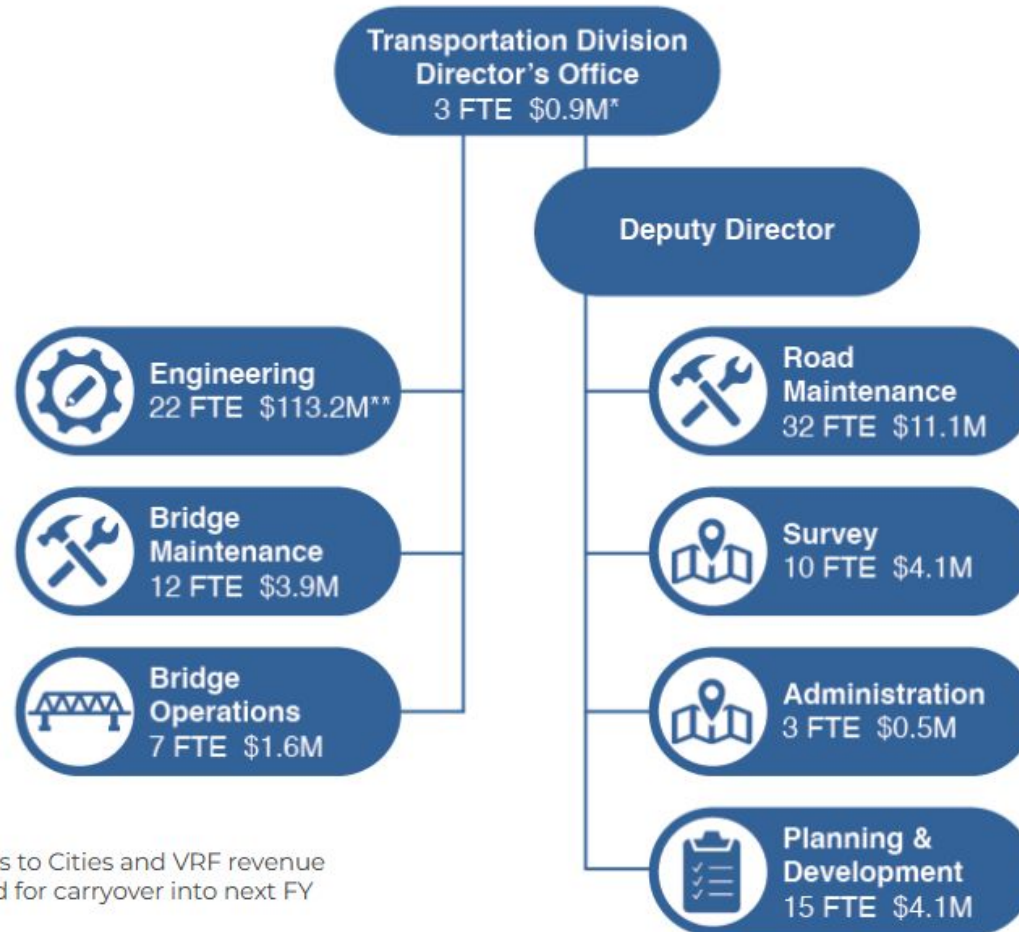 Transportation Division
Director's Office
3 FTE $0.9M*
Deputy Director
Engineering
22 FTE $113.2M**
Bridge
Maintenance
12 FTE $3.9M
Bridge
Operations
7 FTE $1.6M
Road
Maintenance
32 FTE $11.1M
Survey
10 FTE $4.1M
Administration
3 FTE $0.5M
Planning &
Development
15 FTE $4.1M
to Cities and VRF revenue
for carryover into next FY